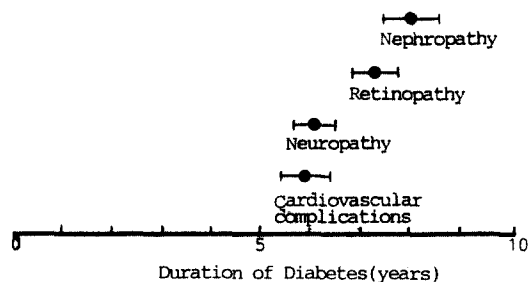 Nephropathy
Retinopathy
Neuropathy
Cardiovascular
complications
0 5 10
Duration of Diabetes(years)